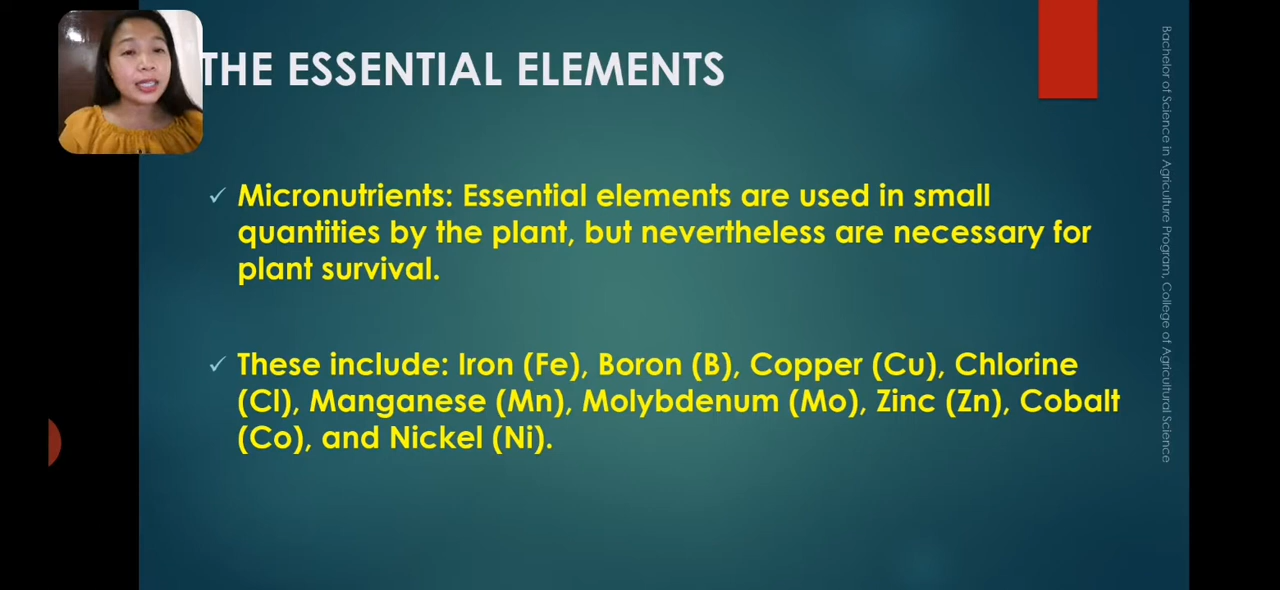 THE ESSENTIAL ELEMENTS
✓ Micronutrients: Essential elements are used in small
quantities by the plant, but nevertheless are necessary for
plant survival.
✓ These include: Iron (Fe), Boron (B), Copper (Cu), Chlorine
(Cl), Manganese (Mn), Molybdenum (Mo), Zinc (Zn), Cobalt
(Co), and Nickel (Ni).
Bachelor of Science in Agriculture Program, College of Agricultural Science